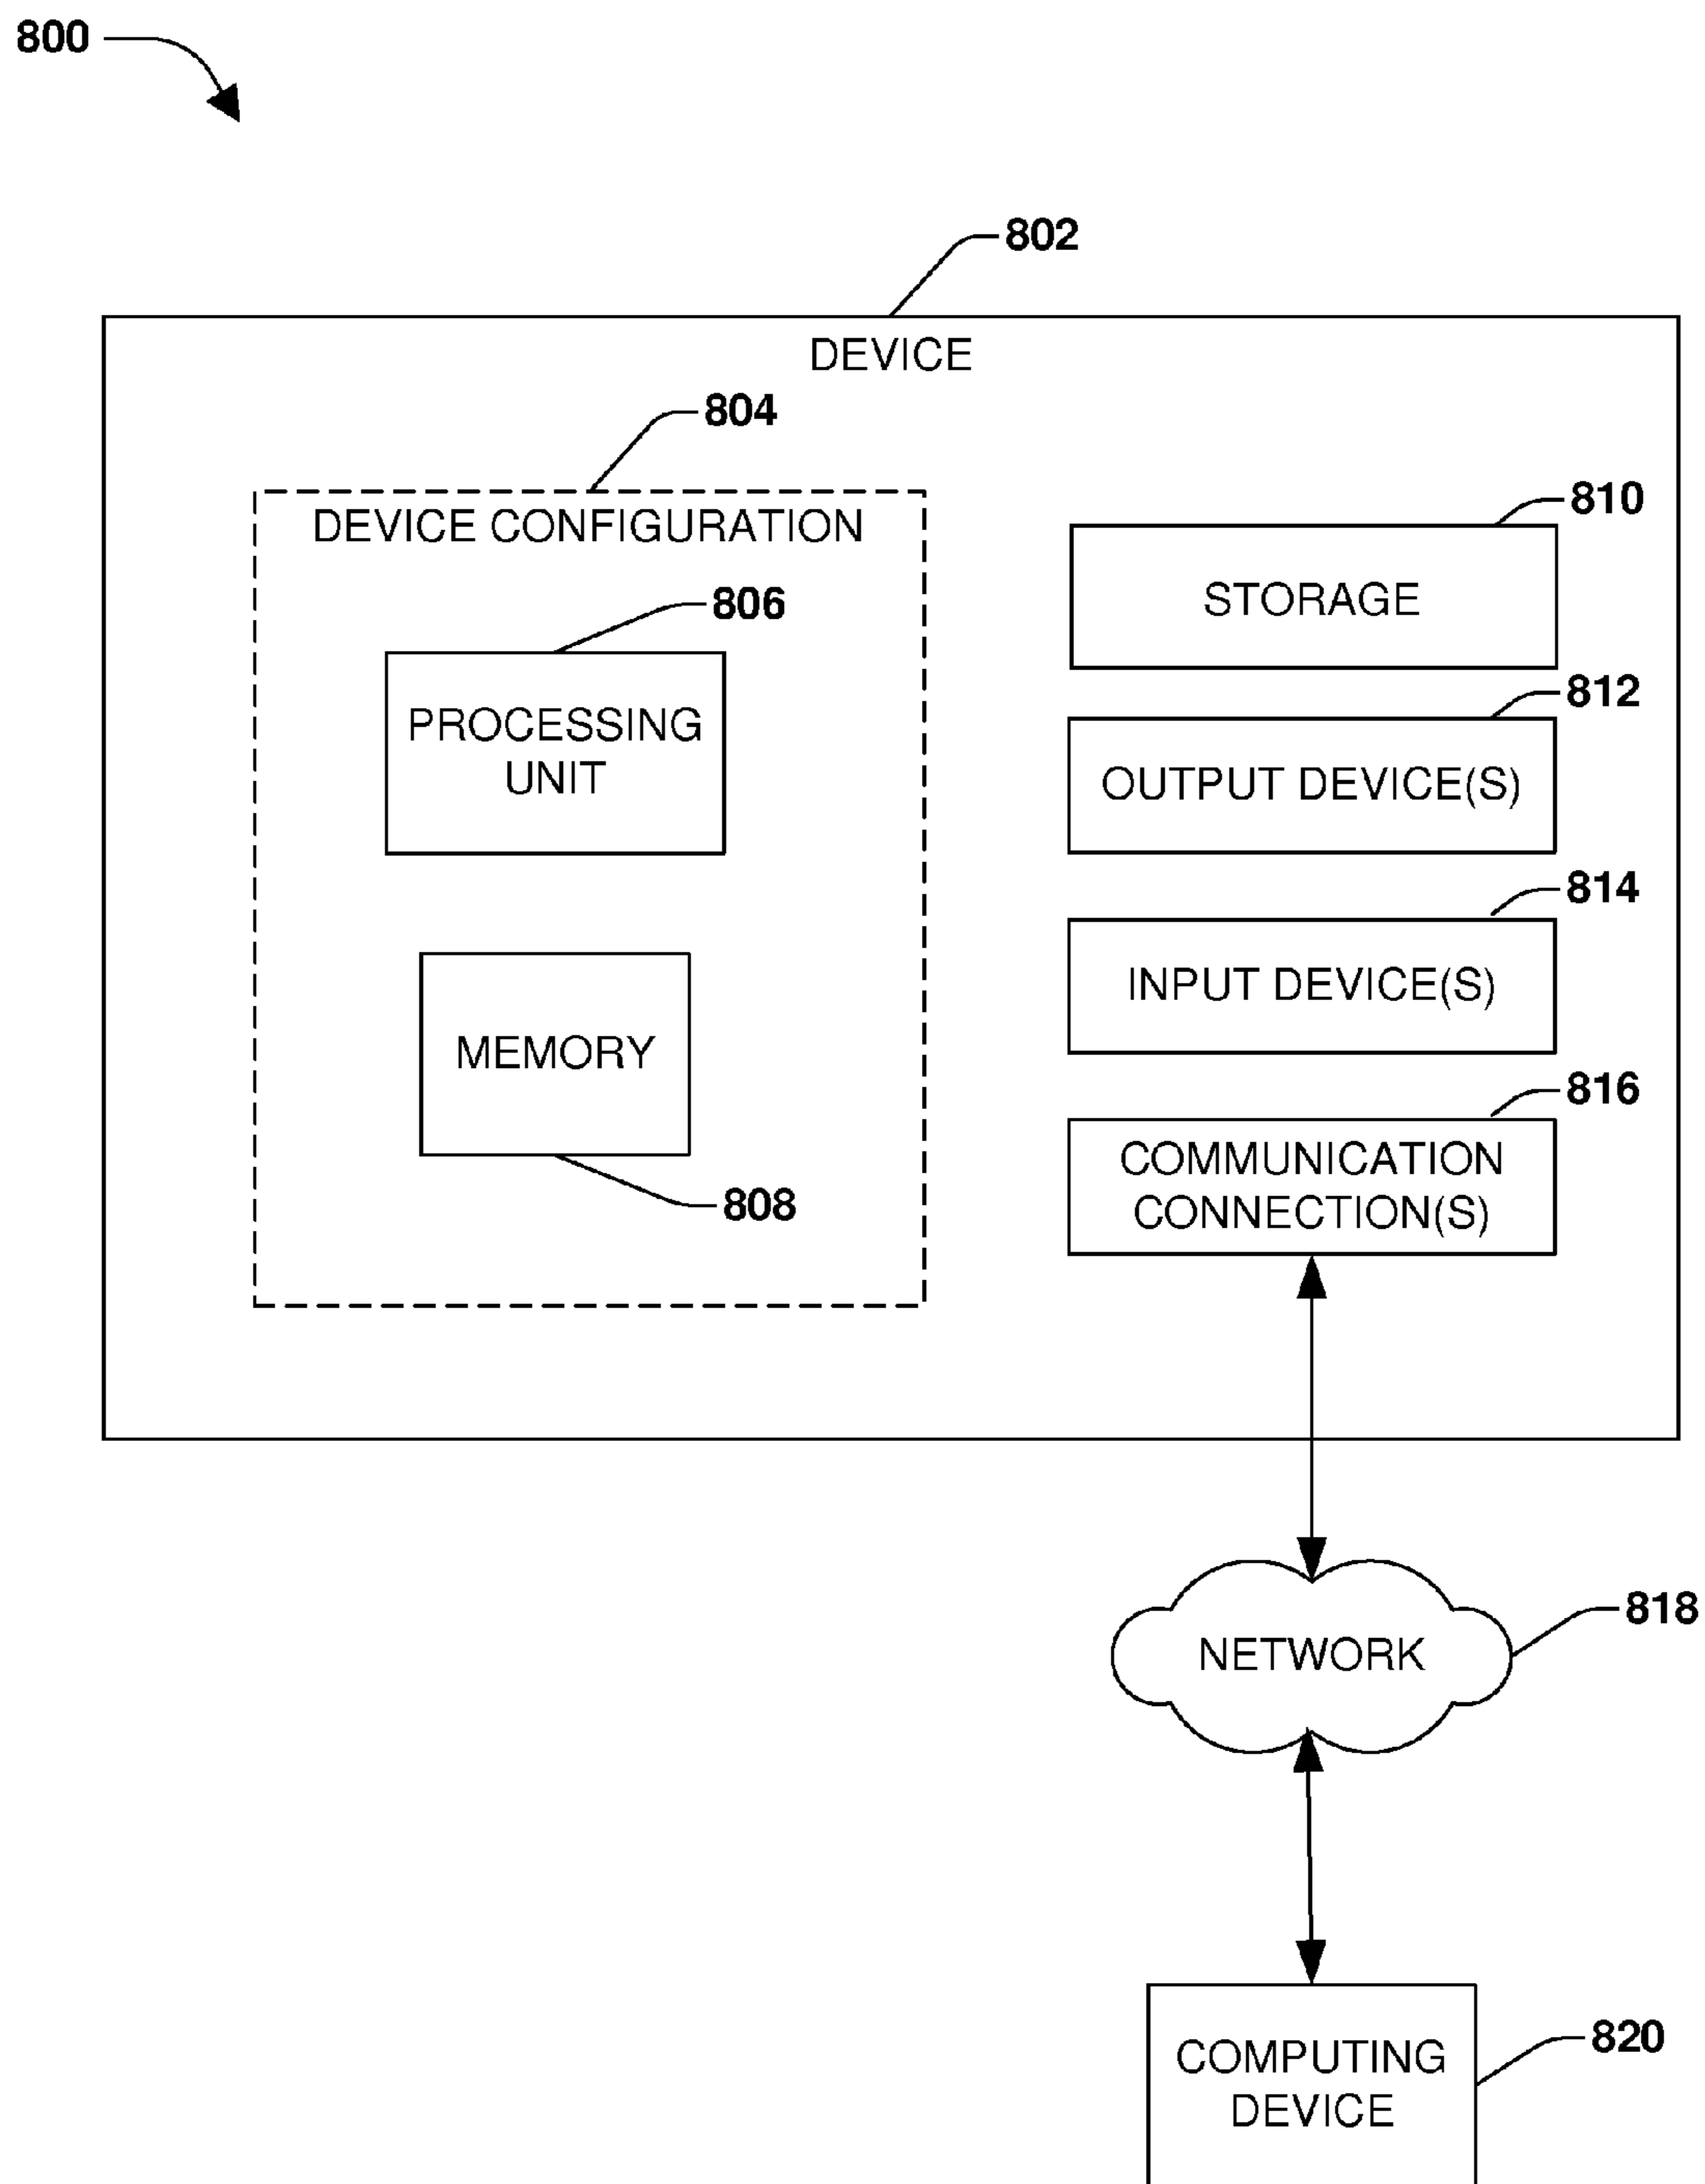 800
802
DEVICE
804
DEVICE CONFIGURATION
806
PROCESSING
UNIT
MEMORY
808
810
STORAGE
812
OUTPUT DEVICE(S)
814
INPUT DEVICE(S)
816
COMMUNICATION
CONNECTION(S)
818
NETWORK
820
COMPUTING
DEVICE